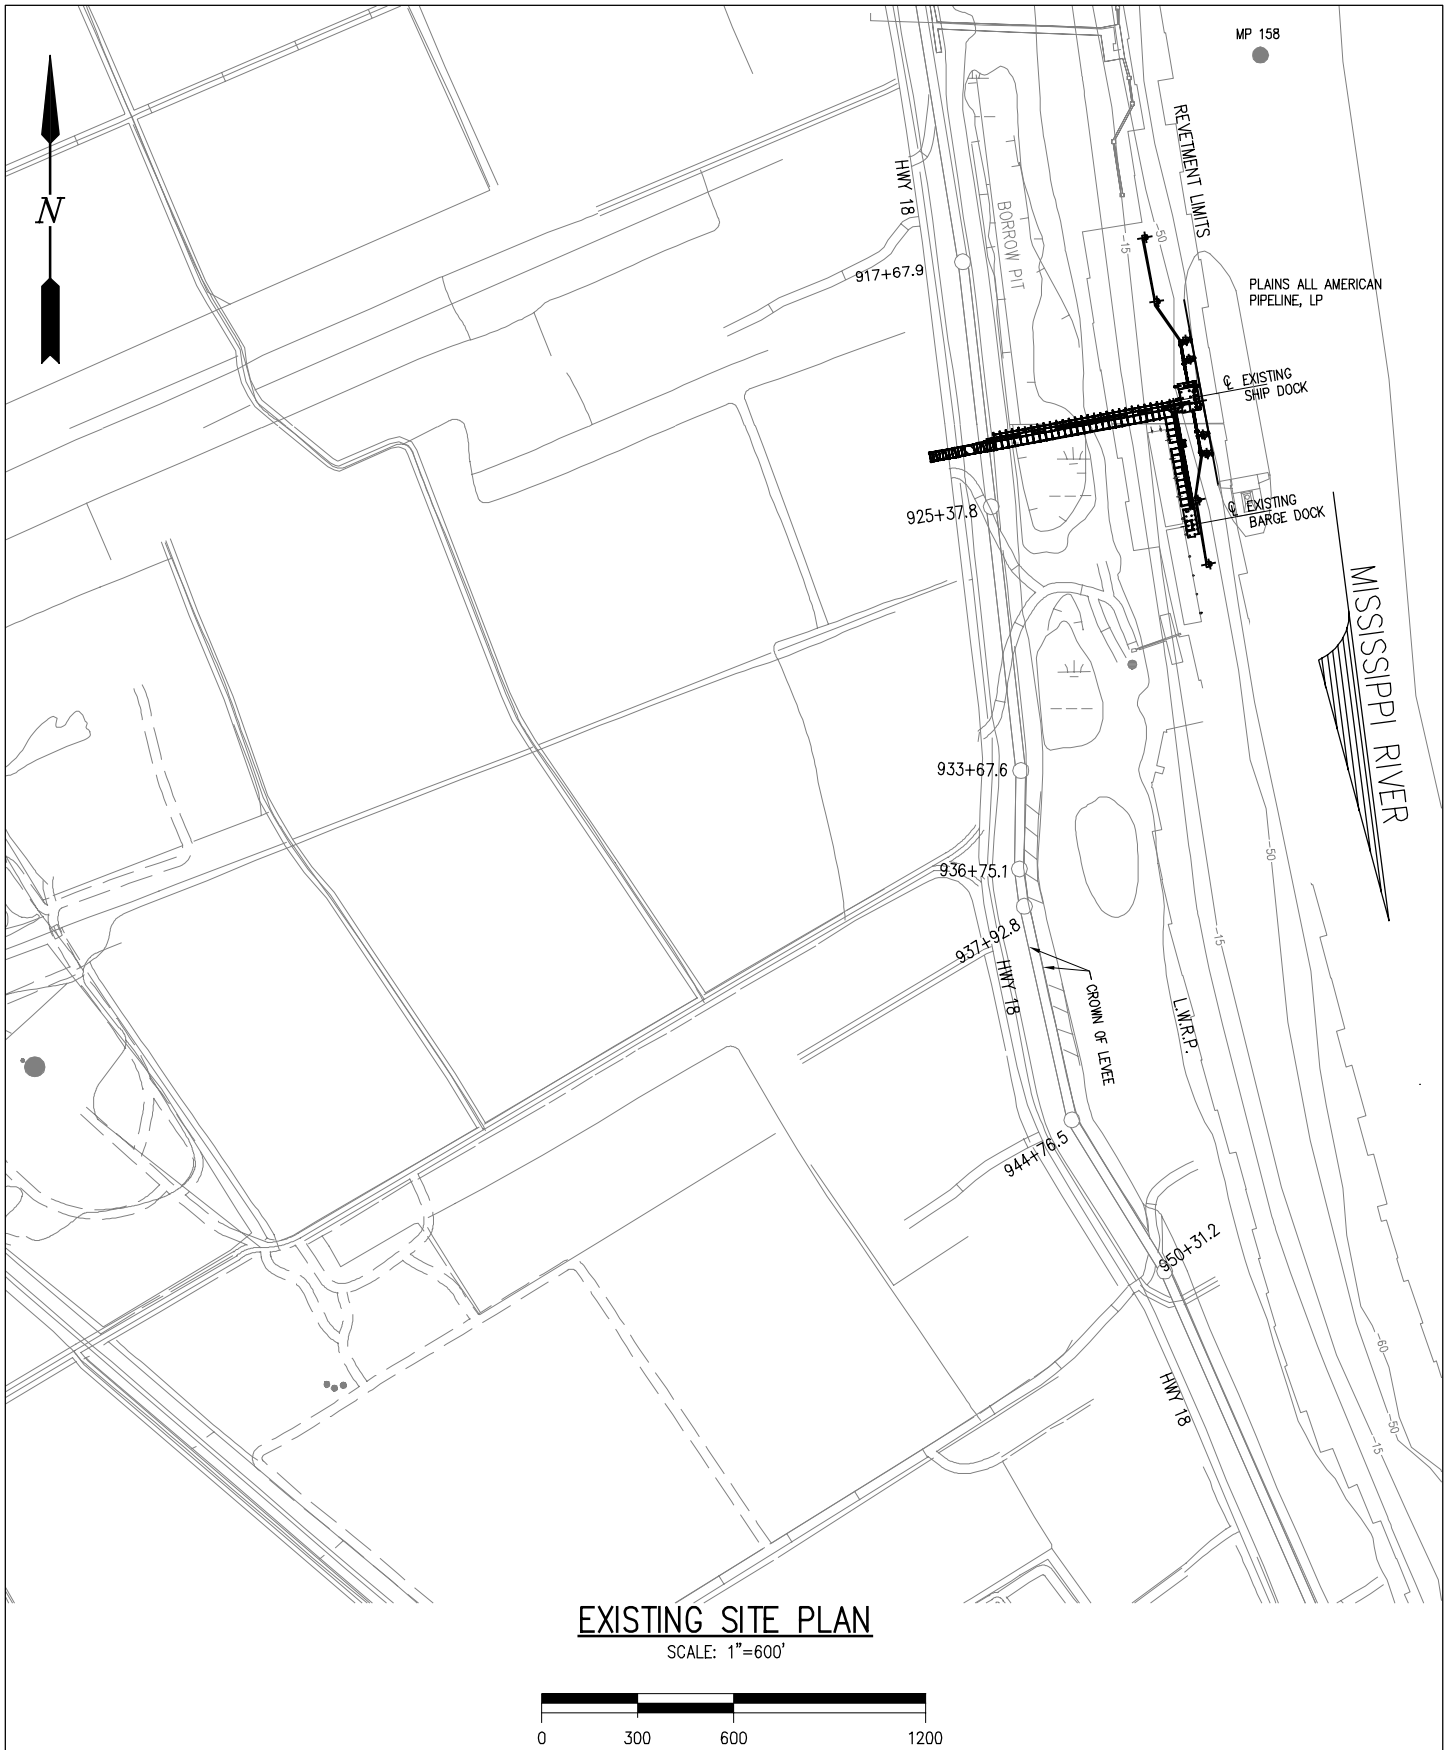 MP 158
N
REVETMENT LIMITS
HWY 18
BORROW PIT
-15
-50
917+67.9
PLAINS ALL AMERICAN
PIPELINE, LP
℄ EXISTING
SHIP DOCK
925+37.8
℄ EXISTING
BARGE DOCK
MISSISSIPPI RIVER
933+67.6
-50
936+75.1
937+92.8
-15
HWY 18
CROWN OF LEVEE
L.W.R.P.
944+76.5
950+31.2
-60
HWY 18
-50
-15
EXISTING SITE PLAN
SCALE: 1"=600'
0 300 600 1200